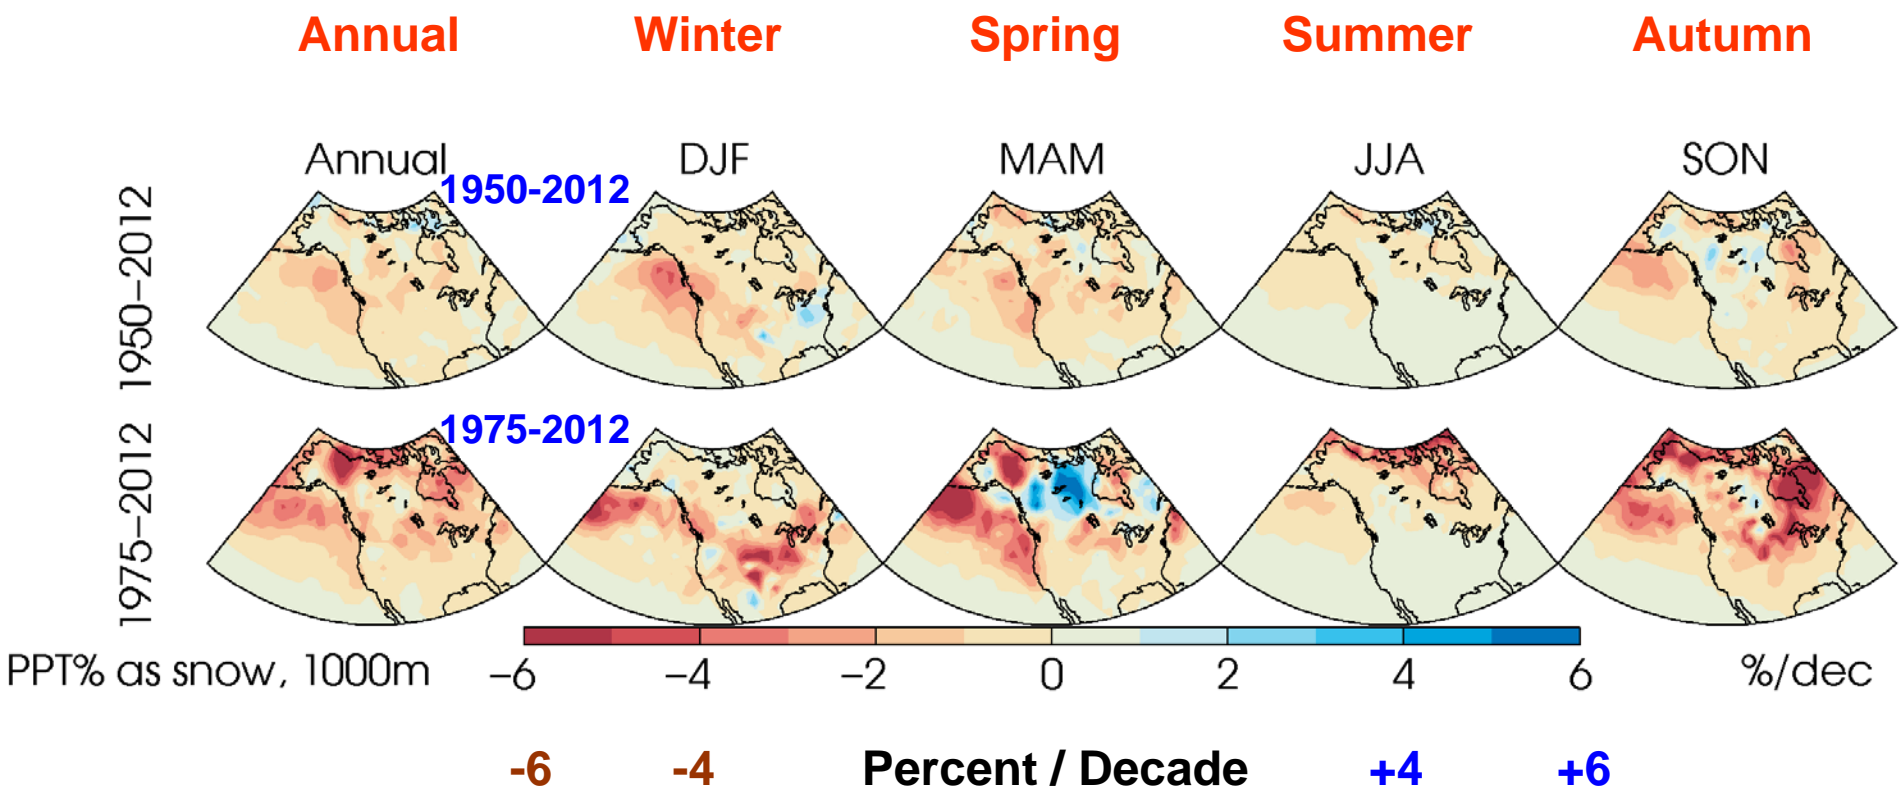 Annual Winter Spring Summer Autumn
Annual DJF MAM JJA SON
1950-2012
1950–2012
1975-2012
1975–2012
PPT% as snow, 1000m −6 −4 −2 0 2 4 6 %/dec
-6 -4 Percent / Decade +4 +6